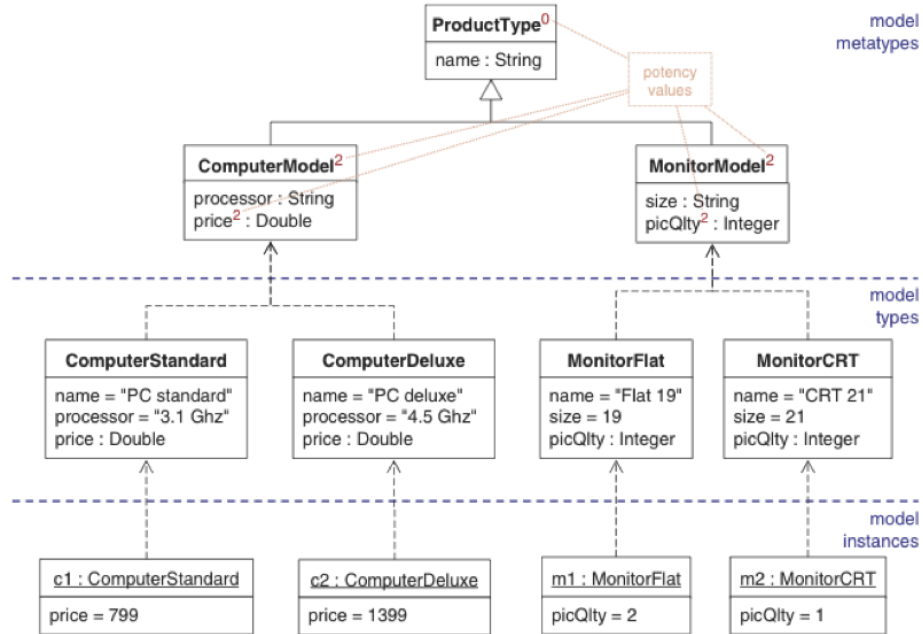 ProductType0
name : String
model
metatypes
potency
values
ComputerModel2
processor : String
price2 : Double
MonitorModel2
size : String
picQlty2 : Integer
model
types
ComputerStandard
name = "PC standard"
processor = "3.1 Ghz"
price : Double
ComputerDeluxe
name = "PC deluxe"
processor = "4.5 Ghz"
price : Double
MonitorFlat
name = "Flat 19"
size = 19
picQlty : Integer
MonitorCRT
name = "CRT 21"
size = 21
picQlty : Integer
model
instances
c1 : ComputerStandard
price = 799
c2 : ComputerDeluxe
price = 1399
m1 : MonitorFlat
picQlty = 2
m2 : MonitorCRT
picQlty = 1